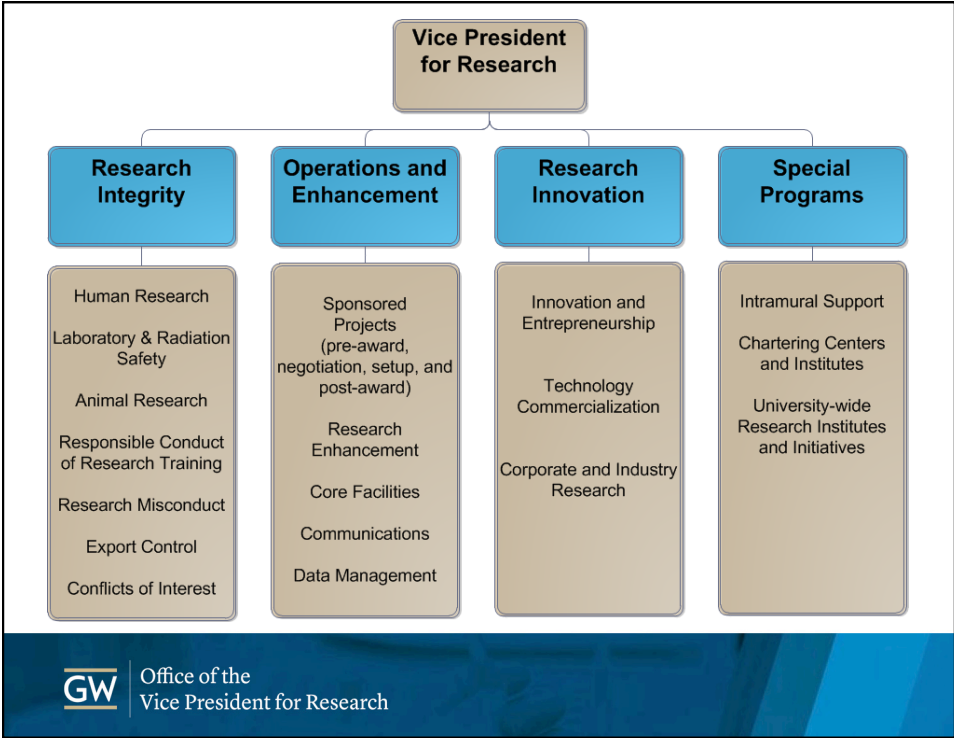 Vice President
for Research
Research
Integrity
Operations and
Enhancement
Research
Innovation
Special
Programs
Human Research
Laboratory & Radiation
Safety
Animal Research
Responsible Conduct
of Research Training
Research Misconduct
Export Control
Conflicts of Interest
Sponsored
Projects
(pre-award,
negotiation, setup, and
post-award)
Research
Enhancement
Core Facilities
Communications
Data Management
Innovation and
Entrepreneurship
Technology
Commercialization
Corporate and Industry
Research
Intramural Support
Chartering Centers
and Institutes
University-wide
Research Institutes
and Initiatives
GW
Office of the
Vice President for Research